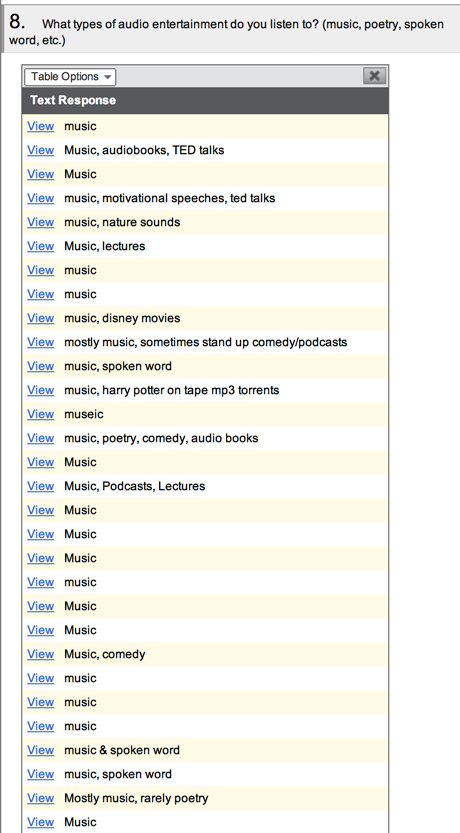 8. What types of audio entertainment do you listen to? (music, poetry, spoken
word, etc.)
Table Options
Text Response
View music
View Music, audiobooks, TED talks
View Music
View music, motivational speeches, ted talks
View music, nature sounds
View Music, lectures
View music
View music
View music, disney movies
View mostly music, sometimes stand up comedy/podcasts
View music, spoken word
View music, harry potter on tape mp3 torrents
View museic
View music, poetry, comedy, audio books
View Music
View Music, Podcasts, Lectures
View Music
View Music
View Music
View music
View Music
View Music
View Music, comedy
View music
View music
View music
View music & spoken word
View music, spoken word
View Mostly music, rarely poetry
View Music